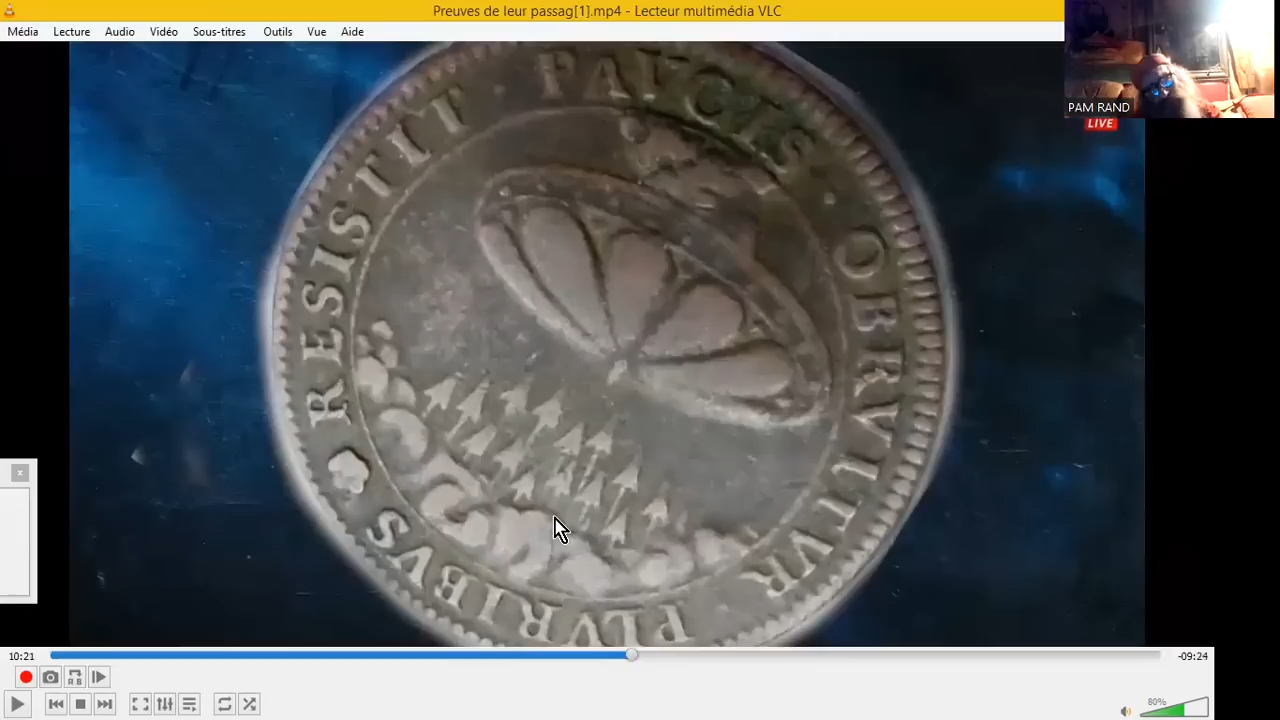 Preuves de leur passag[1].mp4 - Lecteur multimédia VLC
Média Lecture Audio Vidéo Sous-titres Outils Vue Aide
PAM RAND
LIVE
RESISTIT PAVCIS · OBRVITVR PLVRIBVS
x
10:21
-09:24
80%